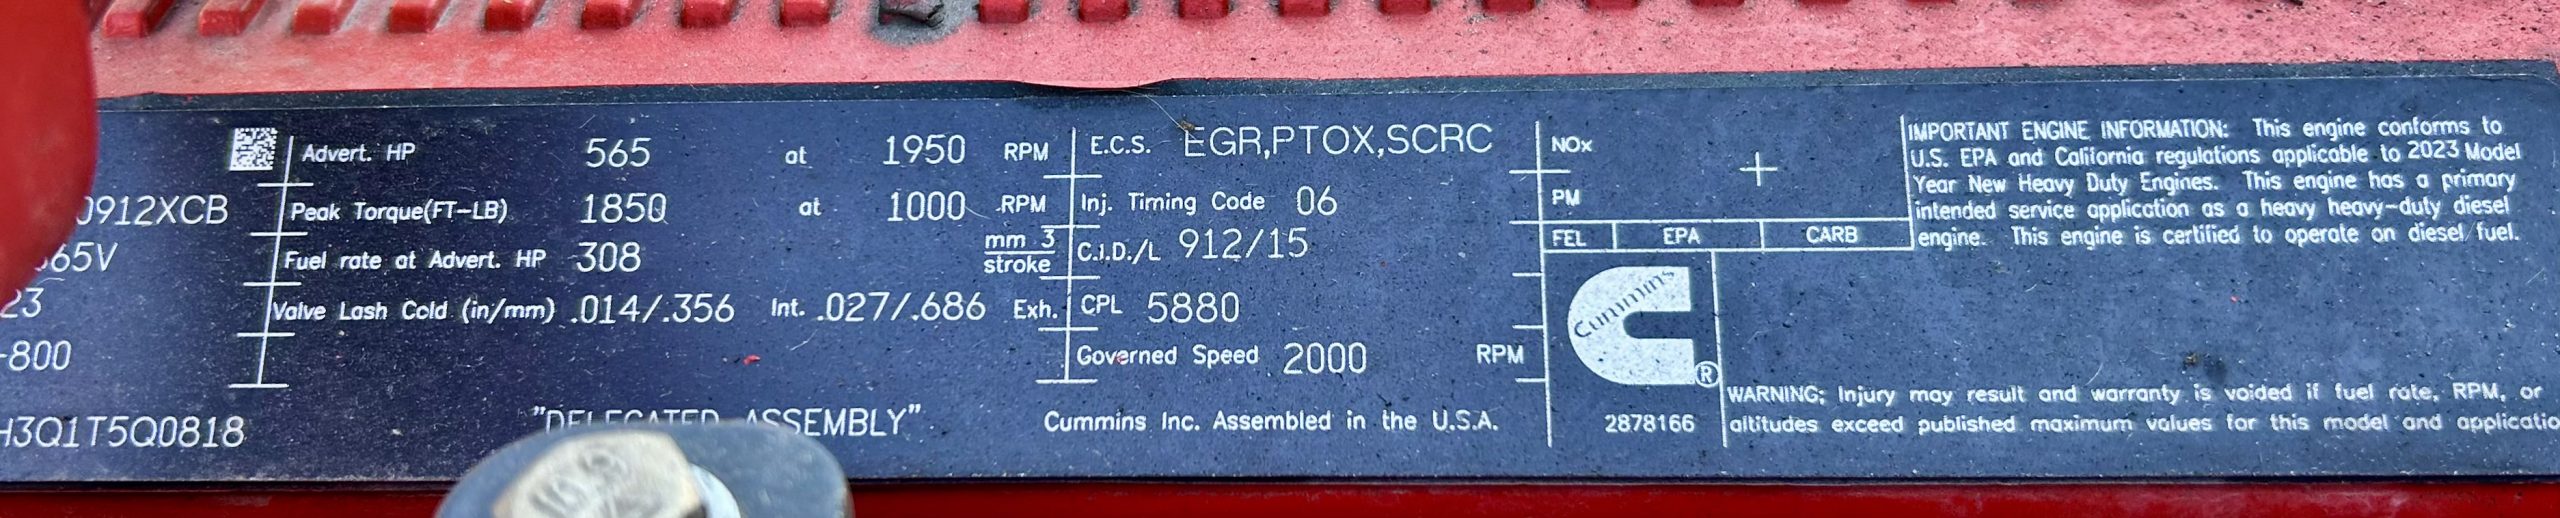 Advert. HP 565 at 1950 RPM
0912XCB
Peak Torque(FT-LB) 1850 at 1000 RPM
65V
Fuel rate at Advert. HP 308 mm 3 stroke
23
Valve Lash Cold (in/mm) .014/.356 Int. .027/.686 Exh.
-800
H3Q1T5Q0818
"DELEGATED ASSEMBLY"
E.C.S. EGR,PTOX,SCRC
Inj. Timing Code 06
C.I.D./L 912/15
CPL 5880
Governed Speed 2000 RPM
Cummins Inc. Assembled in the U.S.A.
NOx
PM
FEL EPA CARB
Cummins
®
2878166
IMPORTANT ENGINE INFORMATION: This engine conforms to
U.S. EPA and California regulations applicable to 2023 Model
Year New Heavy Duty Engines. This engine has a primary
intended service application as a heavy heavy-duty diesel
engine. This engine is certified to operate on diesel fuel.
WARNING: Injury may result and warranty is voided if fuel rate, RPM, or
altitudes exceed published maximum values for this model and applicatio